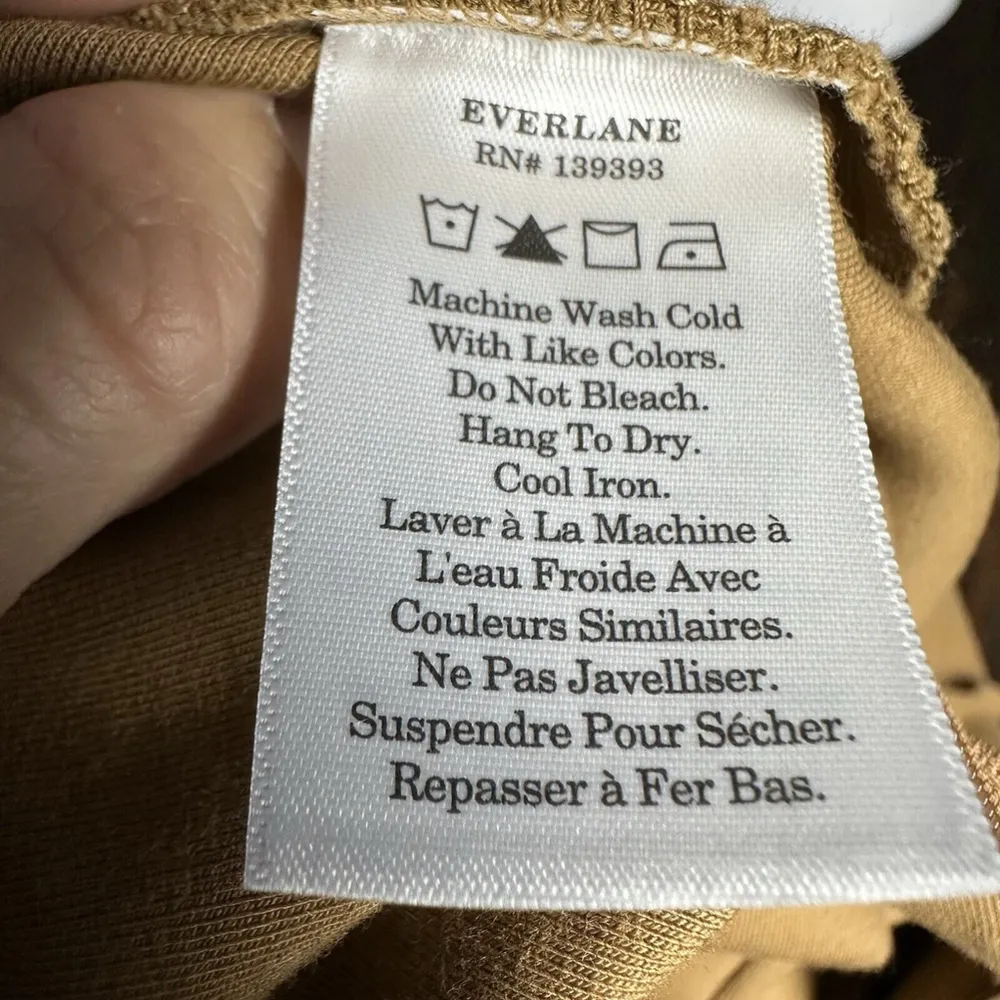 EVERLANE
RN# 139393
Machine Wash Cold
With Like Colors.
Do Not Bleach.
Hang To Dry.
Cool Iron.
Laver à La Machine à
L'eau Froide Avec
Couleurs Similaires.
Ne Pas Javelliser.
Suspendre Pour Sécher.
Repasser à Fer Bas.